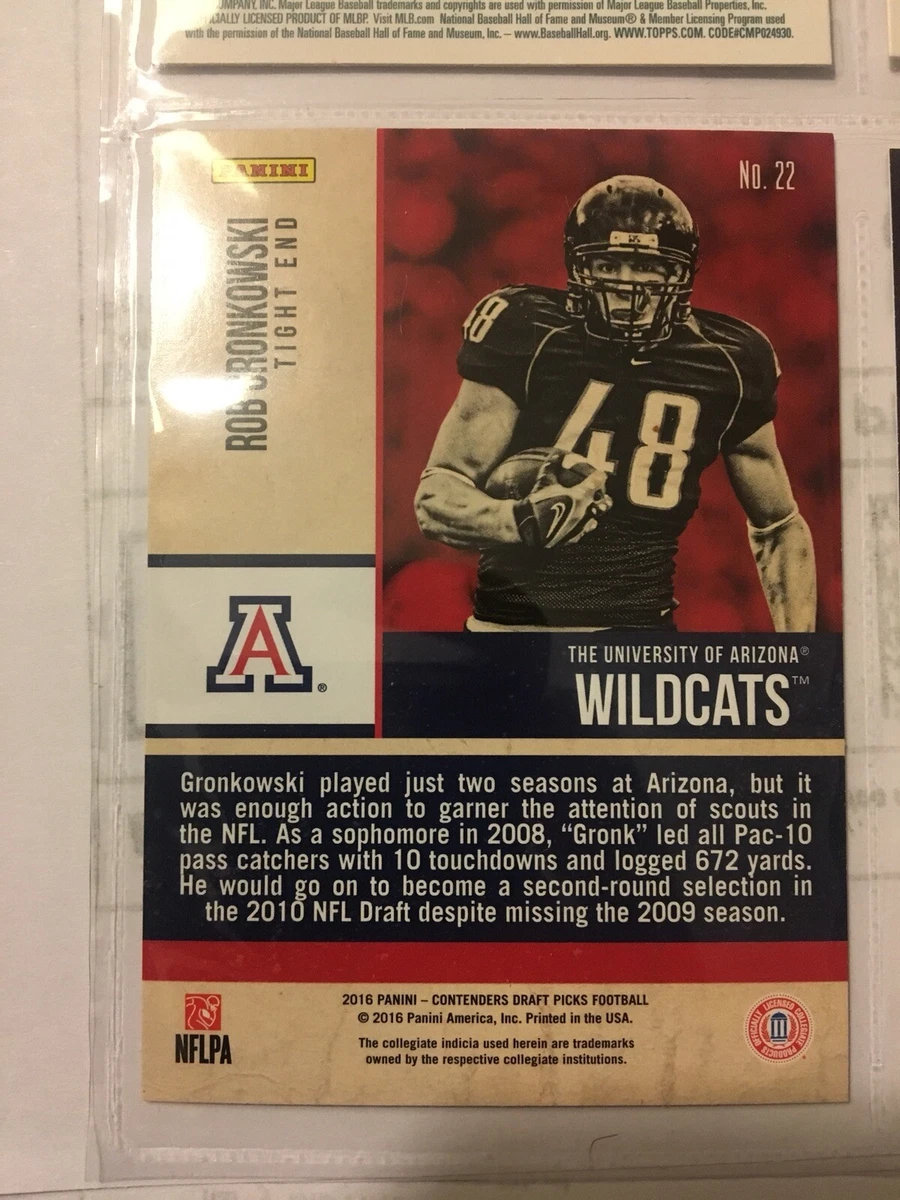 COMPANY, INC. Major League Baseball trademarks and copyrights are used with permission of Major League Baseball Properties, Inc.
OFFICIALLY LICENSED PRODUCT OF MLBP. Visit MLB.com National Baseball Hall of Fame and Museum® & Member Licensing Program used
with the permission of the National Baseball Hall of Fame and Museum, Inc. – www.BaseballHall.org. WWW.TOPPS.COM. CODE#CMP024930.
PANINI
No. 22
ROB GRONKOWSKI
TIGHT END
48
48
A®
THE UNIVERSITY OF ARIZONA®
WILDCATS™
Gronkowski played just two seasons at Arizona, but it
was enough action to garner the attention of scouts in
the NFL. As a sophomore in 2008, “Gronk” led all Pac-10
pass catchers with 10 touchdowns and logged 672 yards.
He would go on to become a second-round selection in
the 2010 NFL Draft despite missing the 2009 season.
NFLPA
2016 PANINI – CONTENDERS DRAFT PICKS FOOTBALL
© 2016 Panini America, Inc. Printed in the USA.
The collegiate indicia used herein are trademarks
owned by the respective collegiate institutions.
OFFICIALLY LICENSED COLLEGIATE PRODUCTS